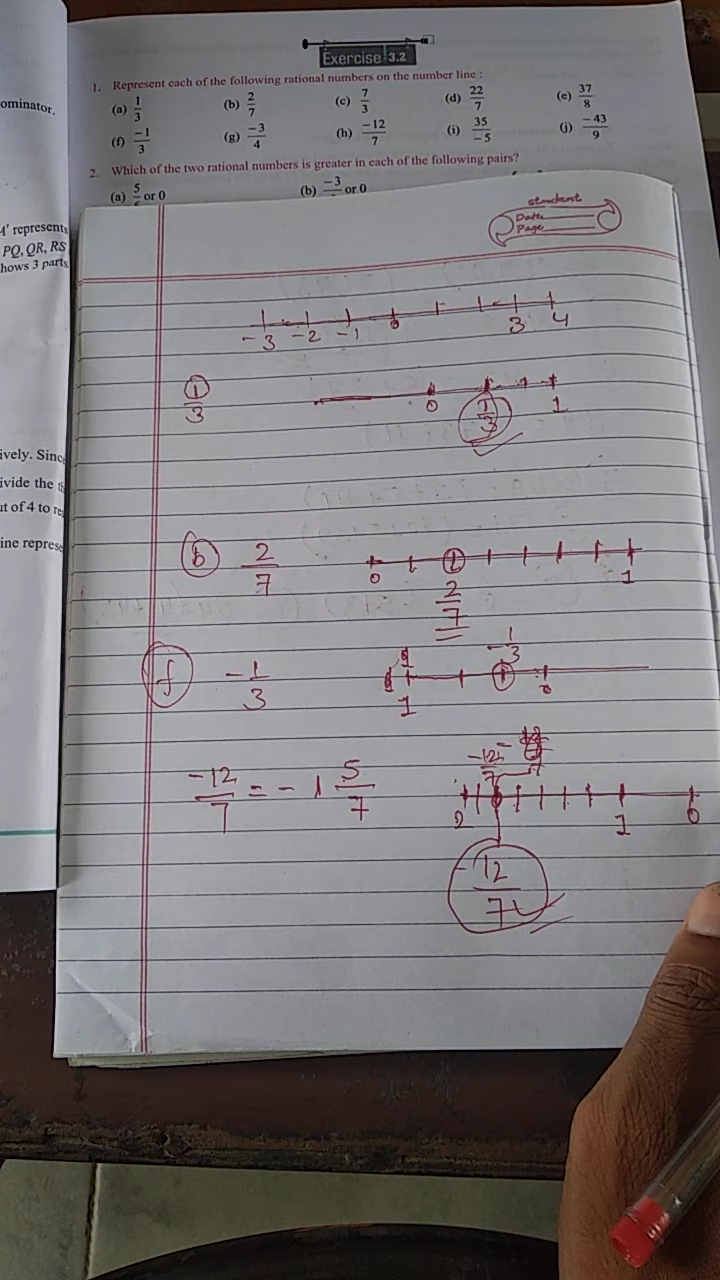 Exercise 3.2
1. Represent each of the following rational numbers on the number line :
(a) 1/3 (b) 2/7 (c) 7/3 (d) 22/7 (e) 37/8
(f) -1/3 (g) -3/4 (h) -12/7 (i) 35/-5 (j) -43/9
2. Which of the two rational numbers is greater in each of the following pairs?
(a) 5 or 0 (b) -3 or 0
ominator.
A' represents
PQ, QR, RS
hows 3 parts
ively. Since
ivide the
ut of 4 to re
ine represe
student
Date
Page
-3 -2 -1 0 3 4
1/3 0 1/3 1
(b) 2/7 0 2/7 1
(f) -1/3 1 -1/3 0
-12/7 = -1 5/7 -12/7
2 1 0
-12/7